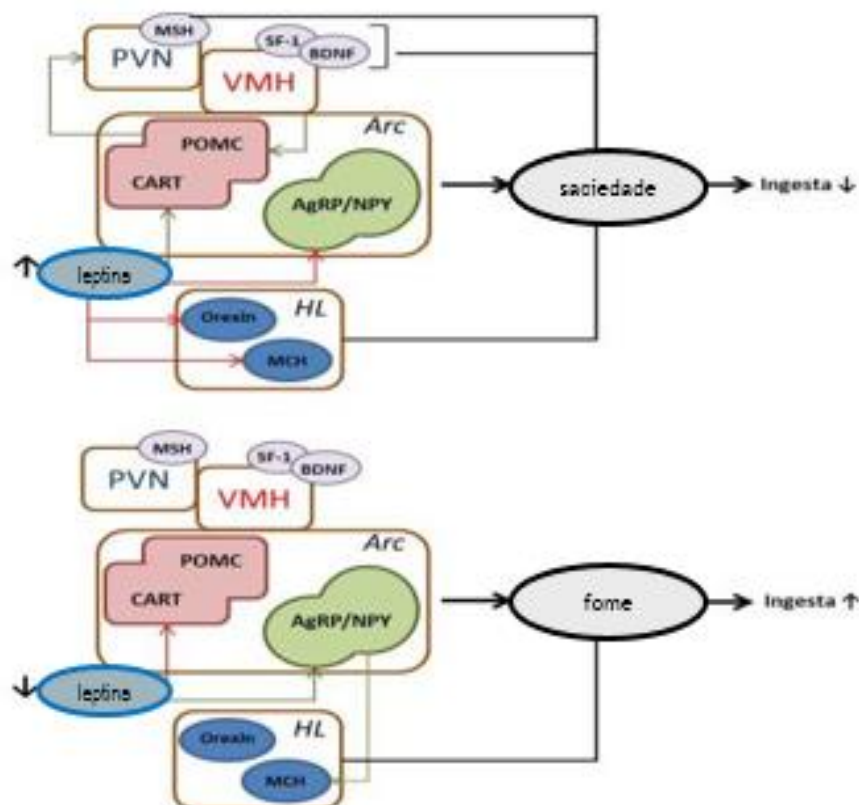 MSH
SF-1
BDNF
PVN
VMH
Arc
POMC
CART
AgRP/NPY
saciedade
Ingesta ↓
↑ leptina
HL
Orexin
MCH
MSH
SF-1
BDNF
PVN
VMH
Arc
POMC
CART
AgRP/NPY
fome
Ingesta ↑
↓ leptina
HL
Orexin
MCH